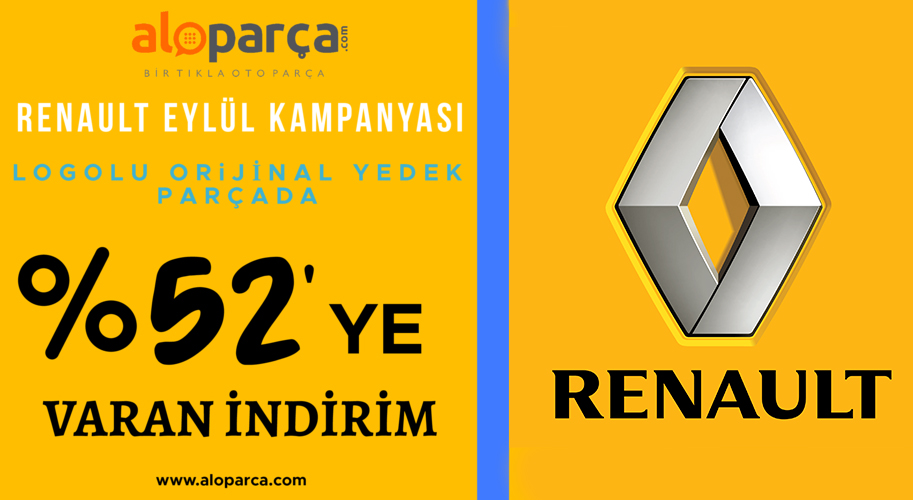 aloparça.com
BİR TIKLA OTO PARÇA
RENAULT EYLÜL KAMPANYASI
LOGOLU ORİJİNAL YEDEK
PARÇADA
%52' YE
VARAN İNDİRİM
www.aloparca.com
RENAULT